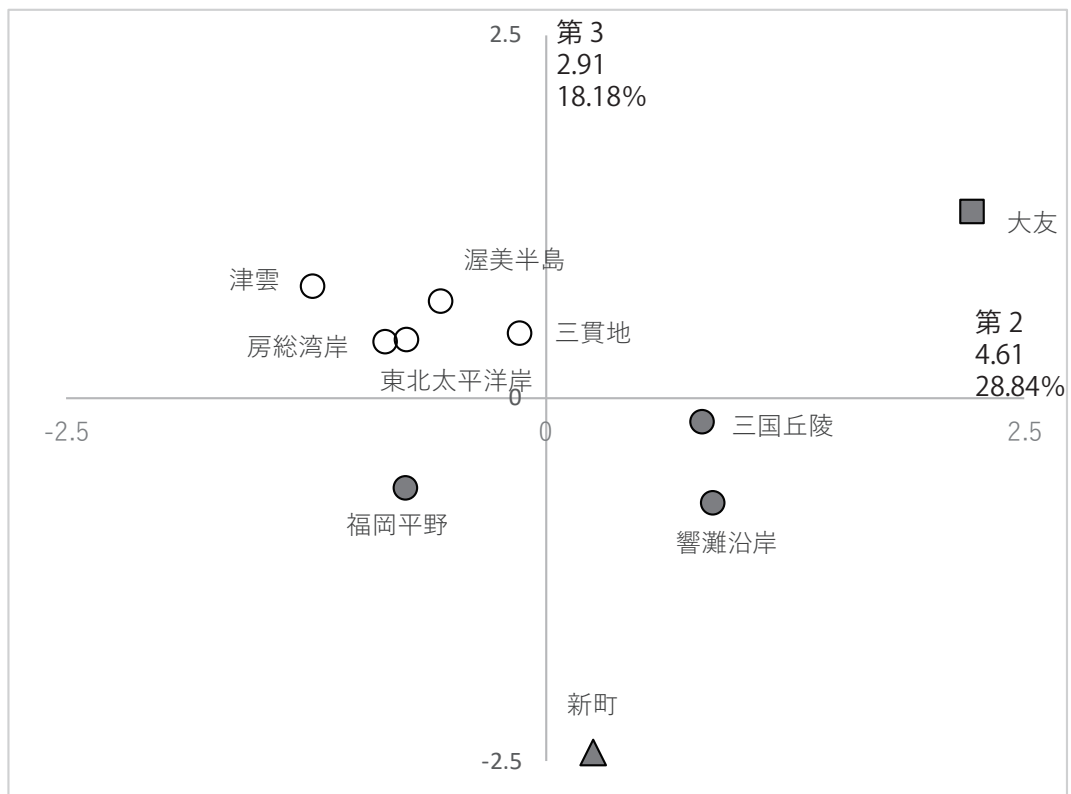 2.5
第 3
2.91
18.18%
大友
渥美半島
津雲
第 2
4.61
28.84%
三貫地
房総湾岸
東北太平洋岸
0
-2.5
0
2.5
三国丘陵
福岡平野
響灘沿岸
新町
-2.5